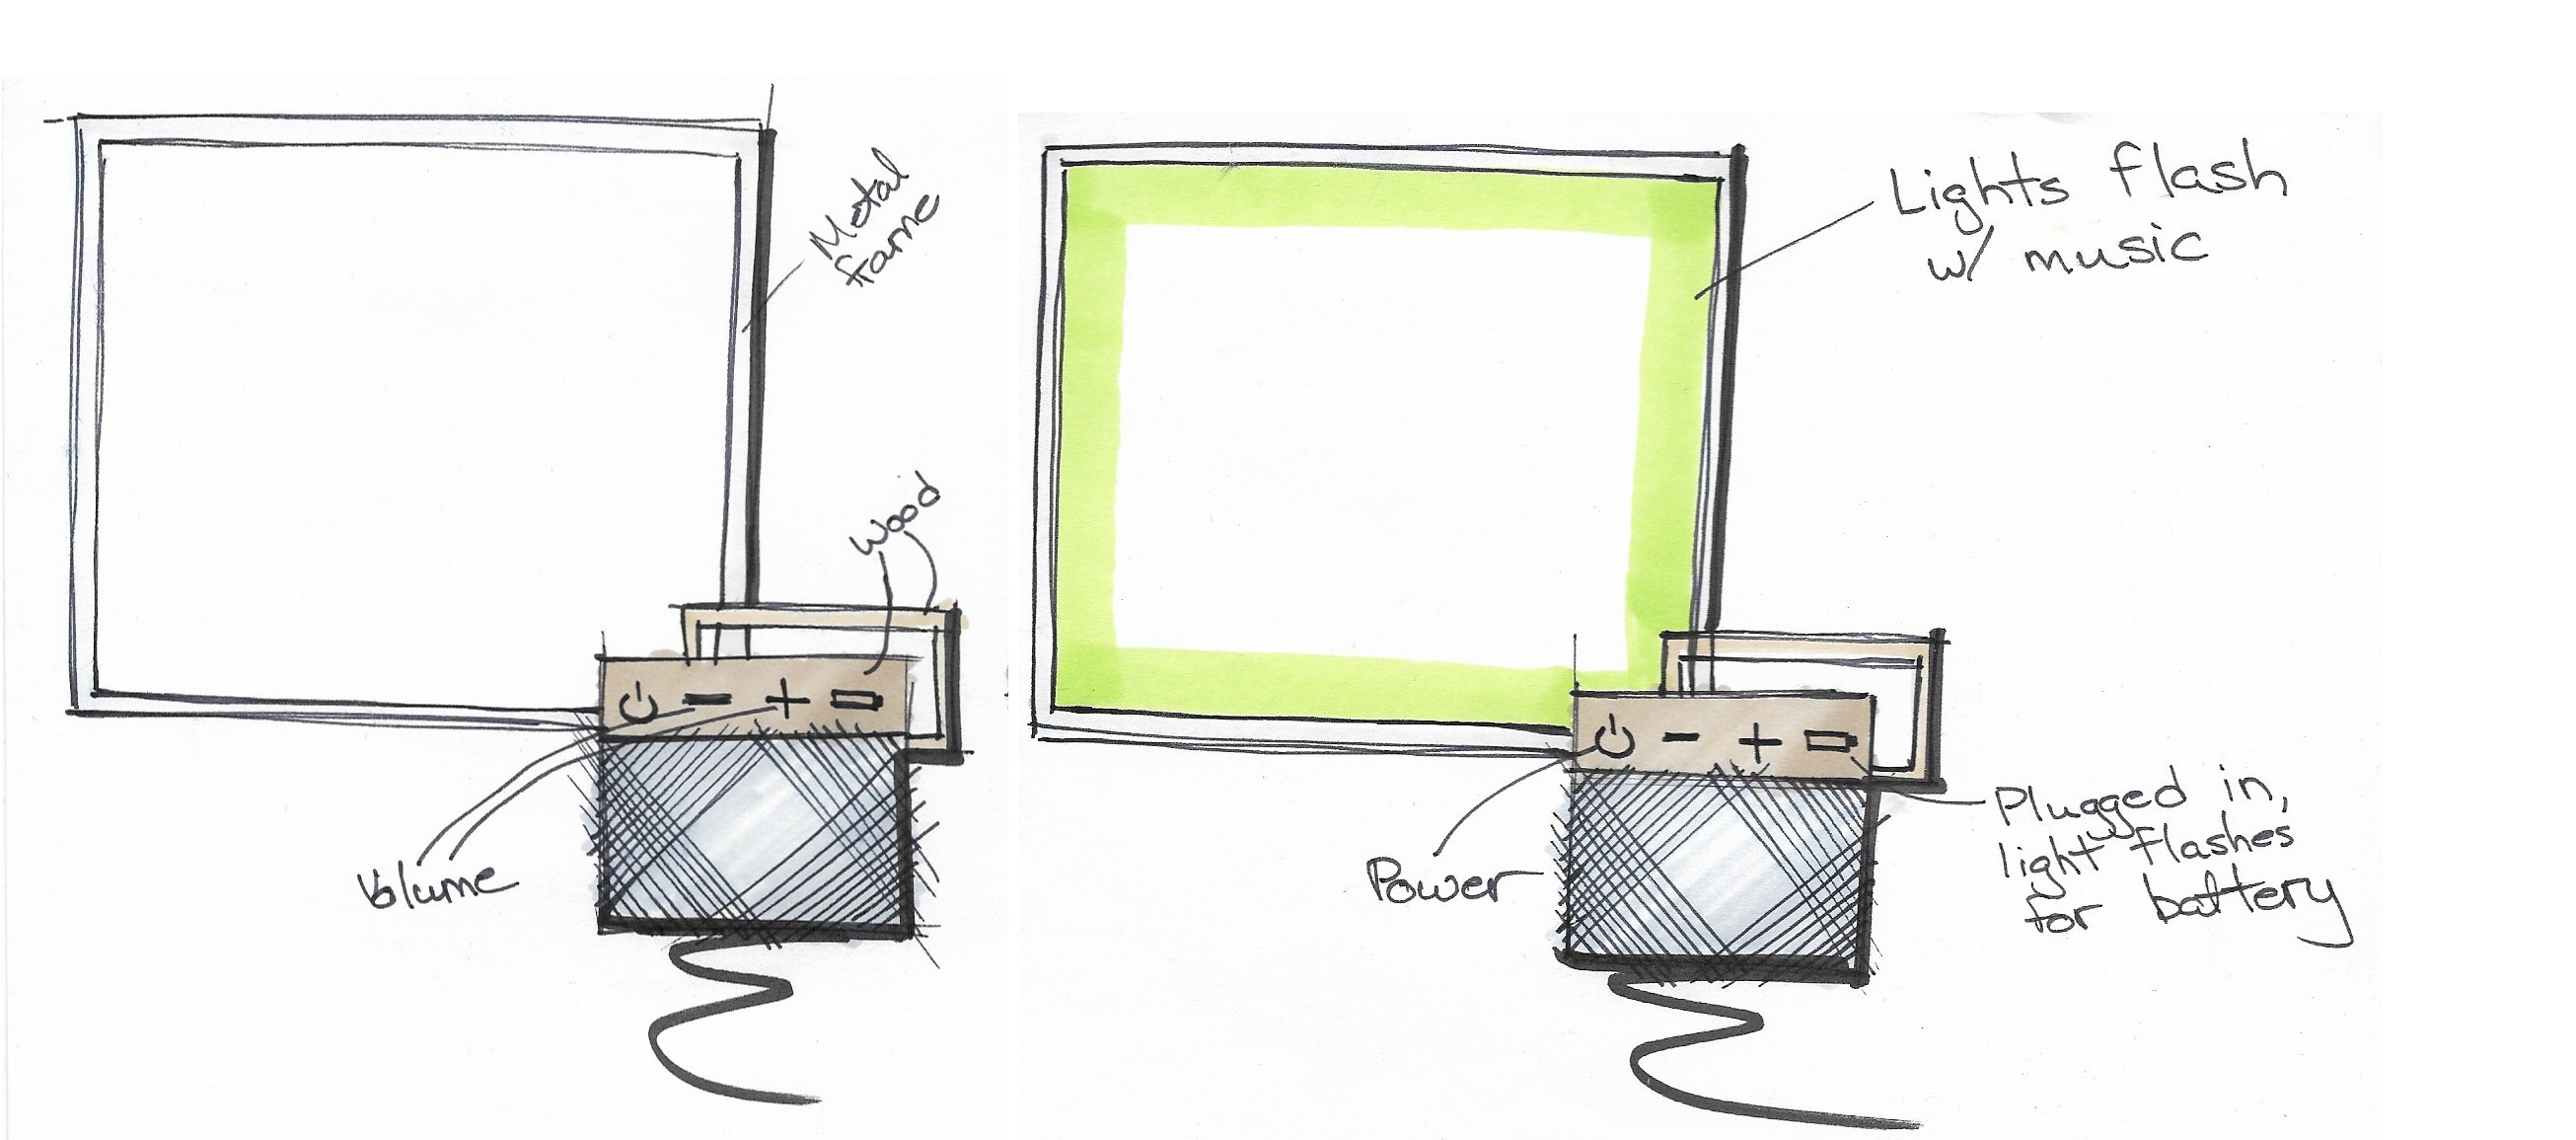 Metal
frame
Wood
Volume
Lights flash
w/ music
Power
Plugged in,
light flashes
for battery